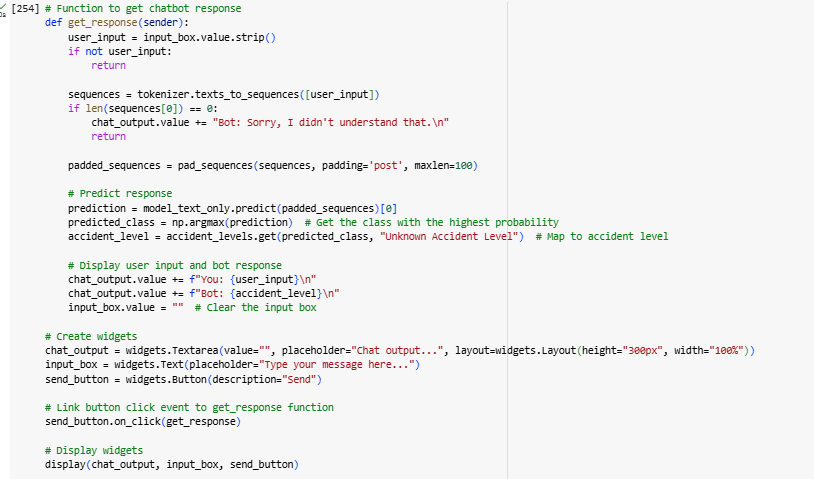 [254] # Function to get chatbot response
def get_response(sender):
    user_input = input_box.value.strip()
    if not user_input:
        return

    sequences = tokenizer.texts_to_sequences([user_input])
    if len(sequences[0]) == 0:
        chat_output.value += "Bot: Sorry, I didn't understand that.\n"
        return

    padded_sequences = pad_sequences(sequences, padding='post', maxlen=100)

    # Predict response
    prediction = model_text_only.predict(padded_sequences)[0]
    predicted_class = np.argmax(prediction)  # Get the class with the highest probability
    accident_level = accident_levels.get(predicted_class, "Unknown Accident Level")  # Map to accident level

    # Display user input and bot response
    chat_output.value += f"You: {user_input}\n"
    chat_output.value += f"Bot: {accident_level}\n"
    input_box.value = ""  # Clear the input box

# Create widgets
chat_output = widgets.Textarea(value="", placeholder="Chat output...", layout=widgets.Layout(height="300px", width="100%"))
input_box = widgets.Text(placeholder="Type your message here...")
send_button = widgets.Button(description="Send")

# Link button click event to get_response function
send_button.on_click(get_response)

# Display widgets
display(chat_output, input_box, send_button)